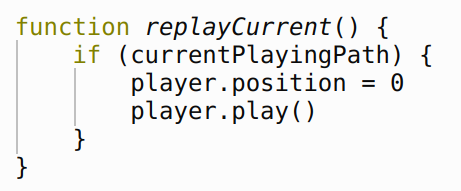 function replayCurrent() {
    if (currentPlayingPath) {
        player.position = 0
        player.play()
    }
}